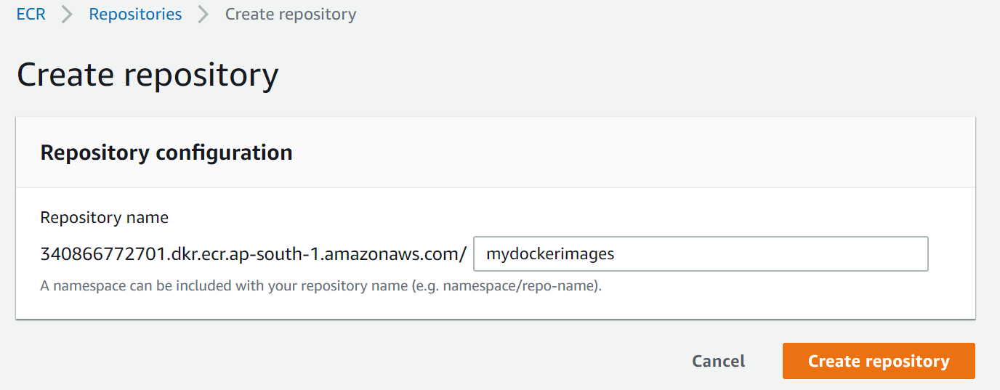 ECR > Repositories > Create repository
Create repository
Repository configuration
Repository name
340866772701.dkr.ecr.ap-south-1.amazonaws.com/ mydockerimages
A namespace can be included with your repository name (e.g. namespace/repo-name).
Cancel Create repository